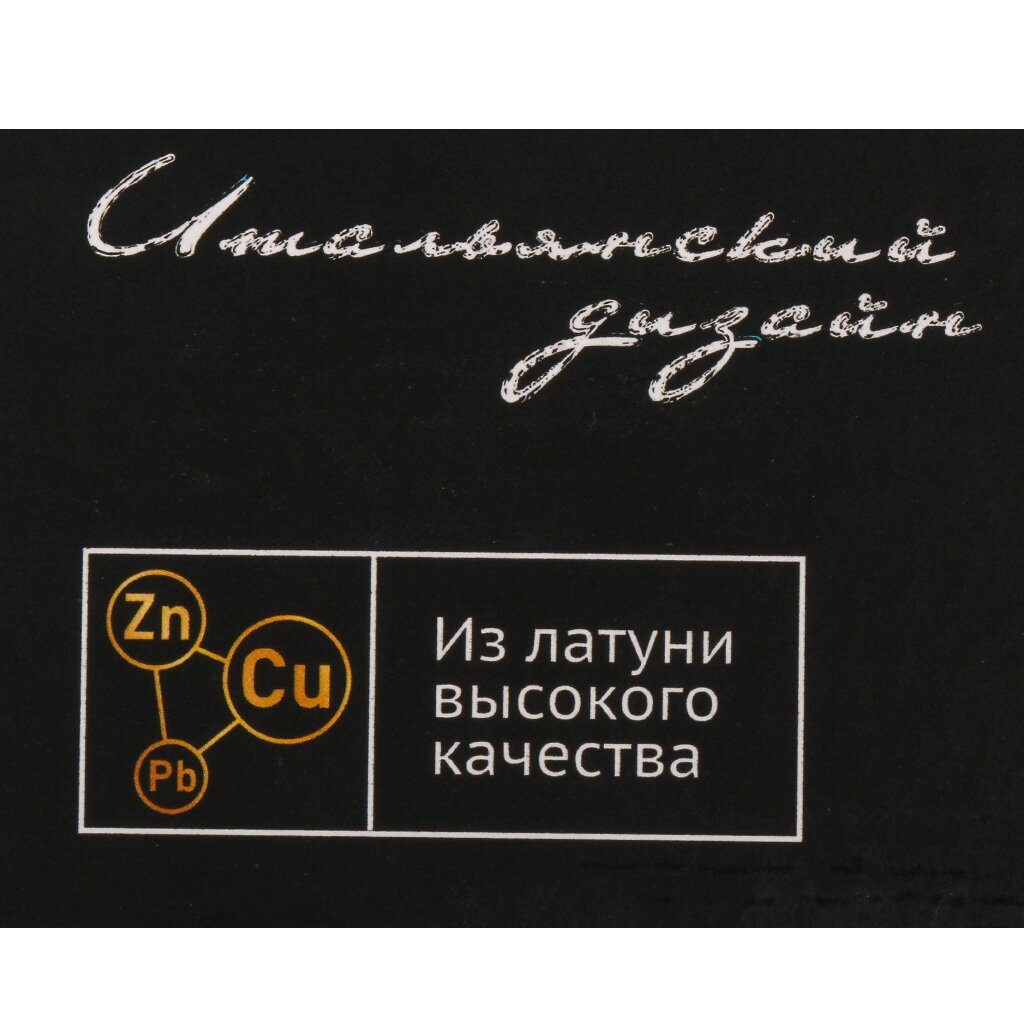 Итальянский
дизайн
Zn
Cu
Pb
Из латуни
высокого
качества